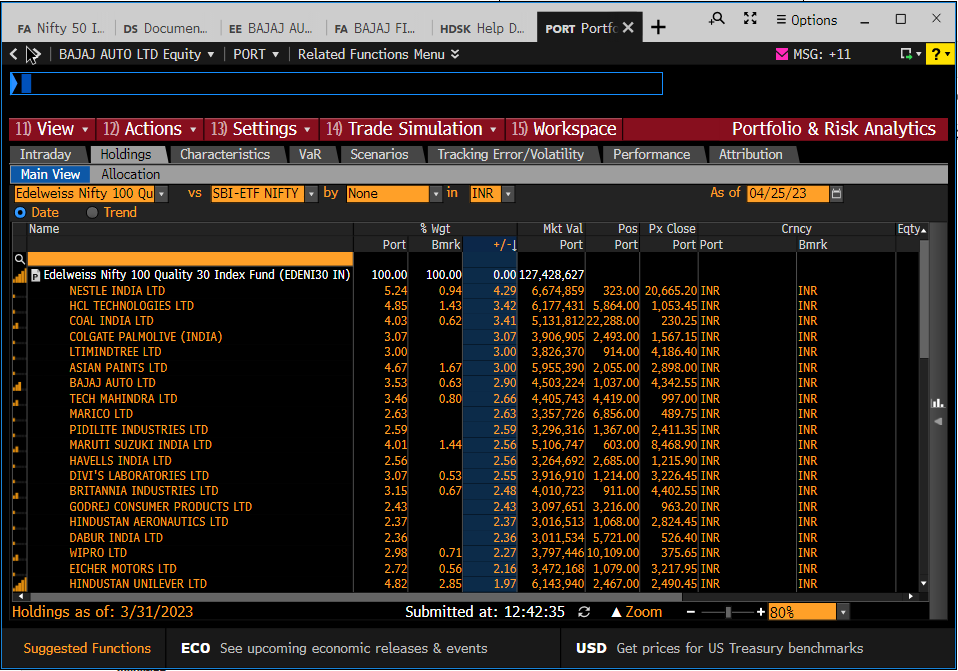 FA Nifty 50 I... DS Documen... EE BAJAJ AU... FA BAJAJ FI... HDSK Help D... PORT Portfo Options
BAJAJ AUTO LTD Equity PORT Related Functions Menu MSG: +11 ?
11) View 12) Actions 13) Settings 14) Trade Simulation 15) Workspace Portfolio & Risk Analytics
Intraday Holdings Characteristics VaR Scenarios Tracking Error/Volatility Performance Attribution
Main View Allocation
Edelweiss Nifty 100 Qu vs SBI-ETF NIFTY by None in INR As of 04/25/23
Date Trend
Name % Wgt Mkt Val Pos Px Close Crncy Eqty
Port Bmrk +/-↓ Port Port Port Port Bmrk
P Edelweiss Nifty 100 Quality 30 Index Fund (EDENI30 IN) 100.00 100.00 0.00 127,428,627
NESTLE INDIA LTD 5.24 0.94 4.29 6,674,859 323.00 20,665.20 INR INR
HCL TECHNOLOGIES LTD 4.85 1.43 3.42 6,177,431 5,864.00 1,053.45 INR INR
COAL INDIA LTD 4.03 0.62 3.41 5,131,812 22,288.00 230.25 INR INR
COLGATE PALMOLIVE (INDIA) 3.07 3.07 3,906,905 2,493.00 1,567.15 INR INR
LTIMINDTREE LTD 3.00 3.00 3,826,370 914.00 4,186.40 INR INR
ASIAN PAINTS LTD 4.67 1.67 3.00 5,955,390 2,055.00 2,898.00 INR INR
BAJAJ AUTO LTD 3.53 0.63 2.90 4,503,224 1,037.00 4,342.55 INR INR
TECH MAHINDRA LTD 3.46 0.80 2.66 4,405,743 4,419.00 997.00 INR INR
MARICO LTD 2.63 2.63 3,357,726 6,856.00 489.75 INR INR
PIDILITE INDUSTRIES LTD 2.59 2.59 3,296,316 1,367.00 2,411.35 INR INR
MARUTI SUZUKI INDIA LTD 4.01 1.44 2.56 5,106,747 603.00 8,468.90 INR INR
HAVELLS INDIA LTD 2.56 2.56 3,264,692 2,685.00 1,215.90 INR INR
DIVI'S LABORATORIES LTD 3.07 0.53 2.55 3,916,910 1,214.00 3,226.45 INR INR
BRITANNIA INDUSTRIES LTD 3.15 0.67 2.48 4,010,723 911.00 4,402.55 INR INR
GODREJ CONSUMER PRODUCTS LTD 2.43 2.43 3,097,651 3,216.00 963.20 INR INR
HINDUSTAN AERONAUTICS LTD 2.37 2.37 3,016,513 1,068.00 2,824.45 INR INR
DABUR INDIA LTD 2.36 2.36 3,011,534 5,721.00 526.40 INR INR
WIPRO LTD 2.98 0.71 2.27 3,797,446 10,109.00 375.65 INR INR
EICHER MOTORS LTD 2.72 0.56 2.16 3,472,168 1,079.00 3,217.95 INR INR
HINDUSTAN UNILEVER LTD 4.82 2.85 1.97 6,143,940 2,467.00 2,490.45 INR INR
Holdings as of: 3/31/2023 Submitted at: 12:42:35 Zoom − + 80%
Suggested Functions ECO See upcoming economic releases & events USD Get prices for US Treasury benchmarks